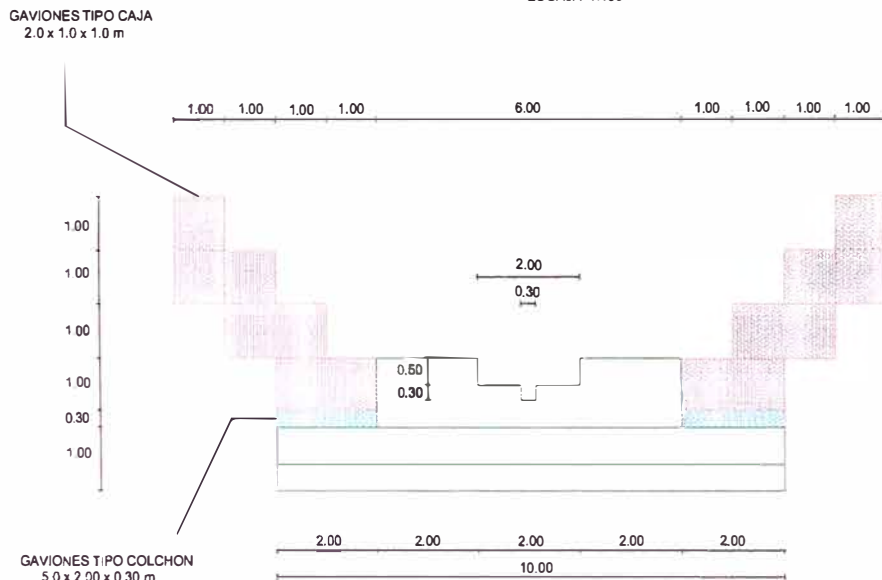 GAVIONES TIPO CAJA
2.0 x 1.0 x 1.0 m
1.00 1.00 1.00 1.00 6.00 1.00 1.00 1.00 1.00
1.00
1.00
1.00
1.00
0.30
1.00
2.00
0.30
0.50
0.30
2.00 2.00 2.00 2.00 2.00
10.00
GAVIONES TIPO COLCHON
5.0 x 2.00 x 0.30 m